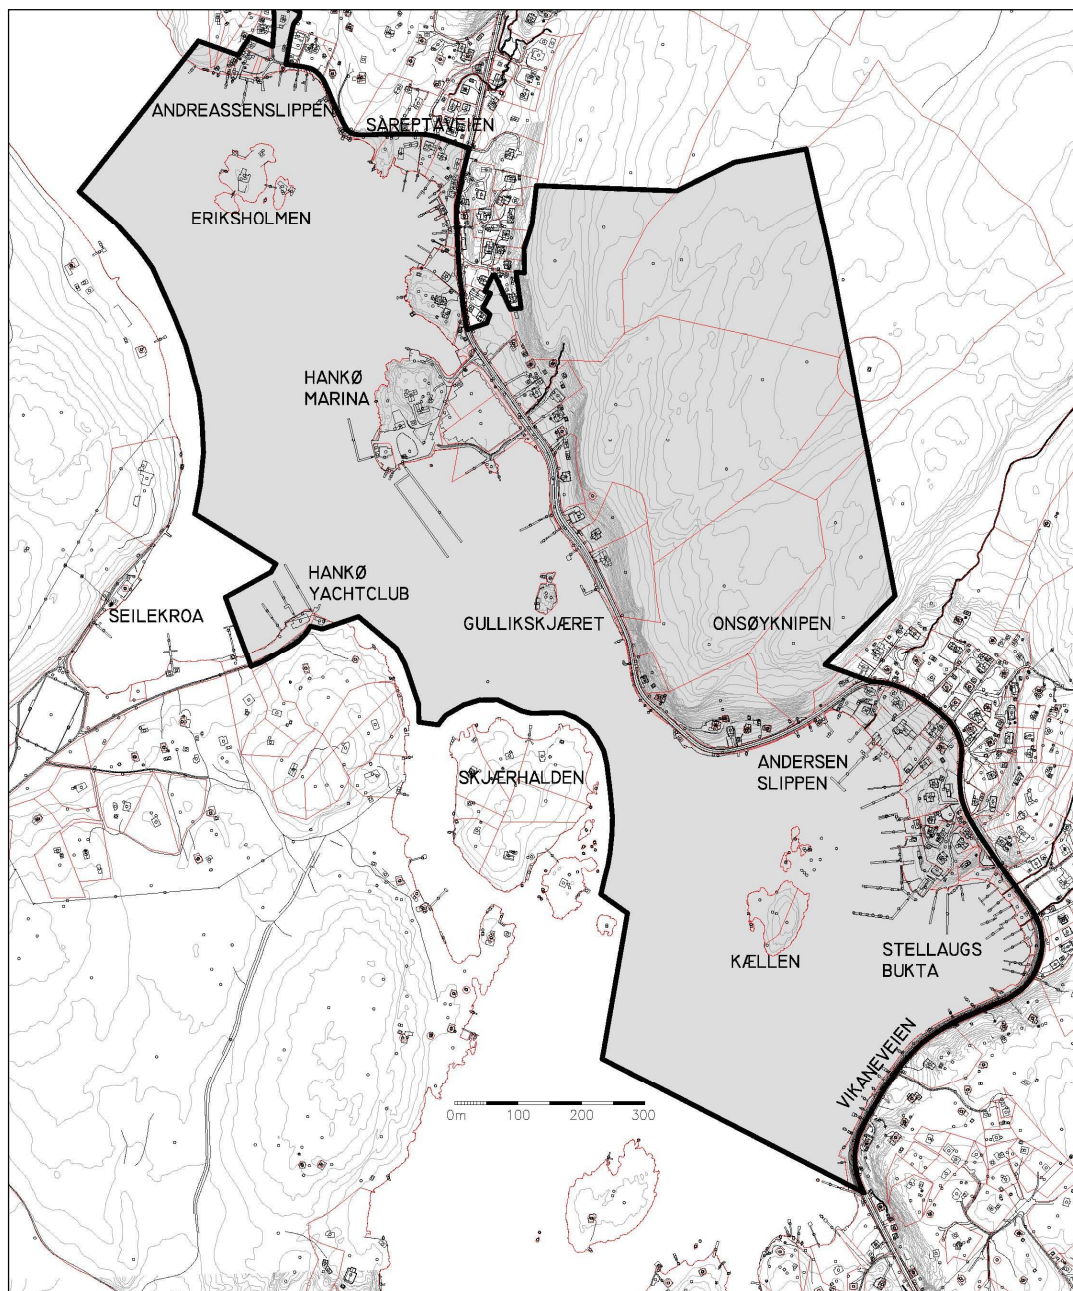 ANDREASSENSLIPPEN
SAREPTAVEIEN
ERIKSHOLMEN
HANKØ
MARINA
HANKØ
YACHTCLUB
SEILEKROA
GULLIKSKJÆRET
ONSØYKNIPEN
SKJÆRHALDEN
ANDERSEN
SLIPPEN
KÆLLEN
STELLAUGS
BUKTA
VIKANEVEIEN
0m 100 200 300